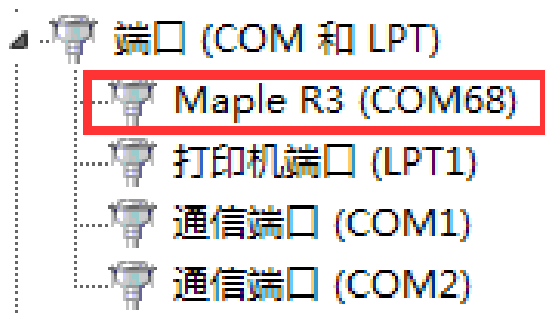 端口 (COM 和 LPT)
Maple R3 (COM68)
打印机端口 (LPT1)
通信端口 (COM1)
通信端口 (COM2)